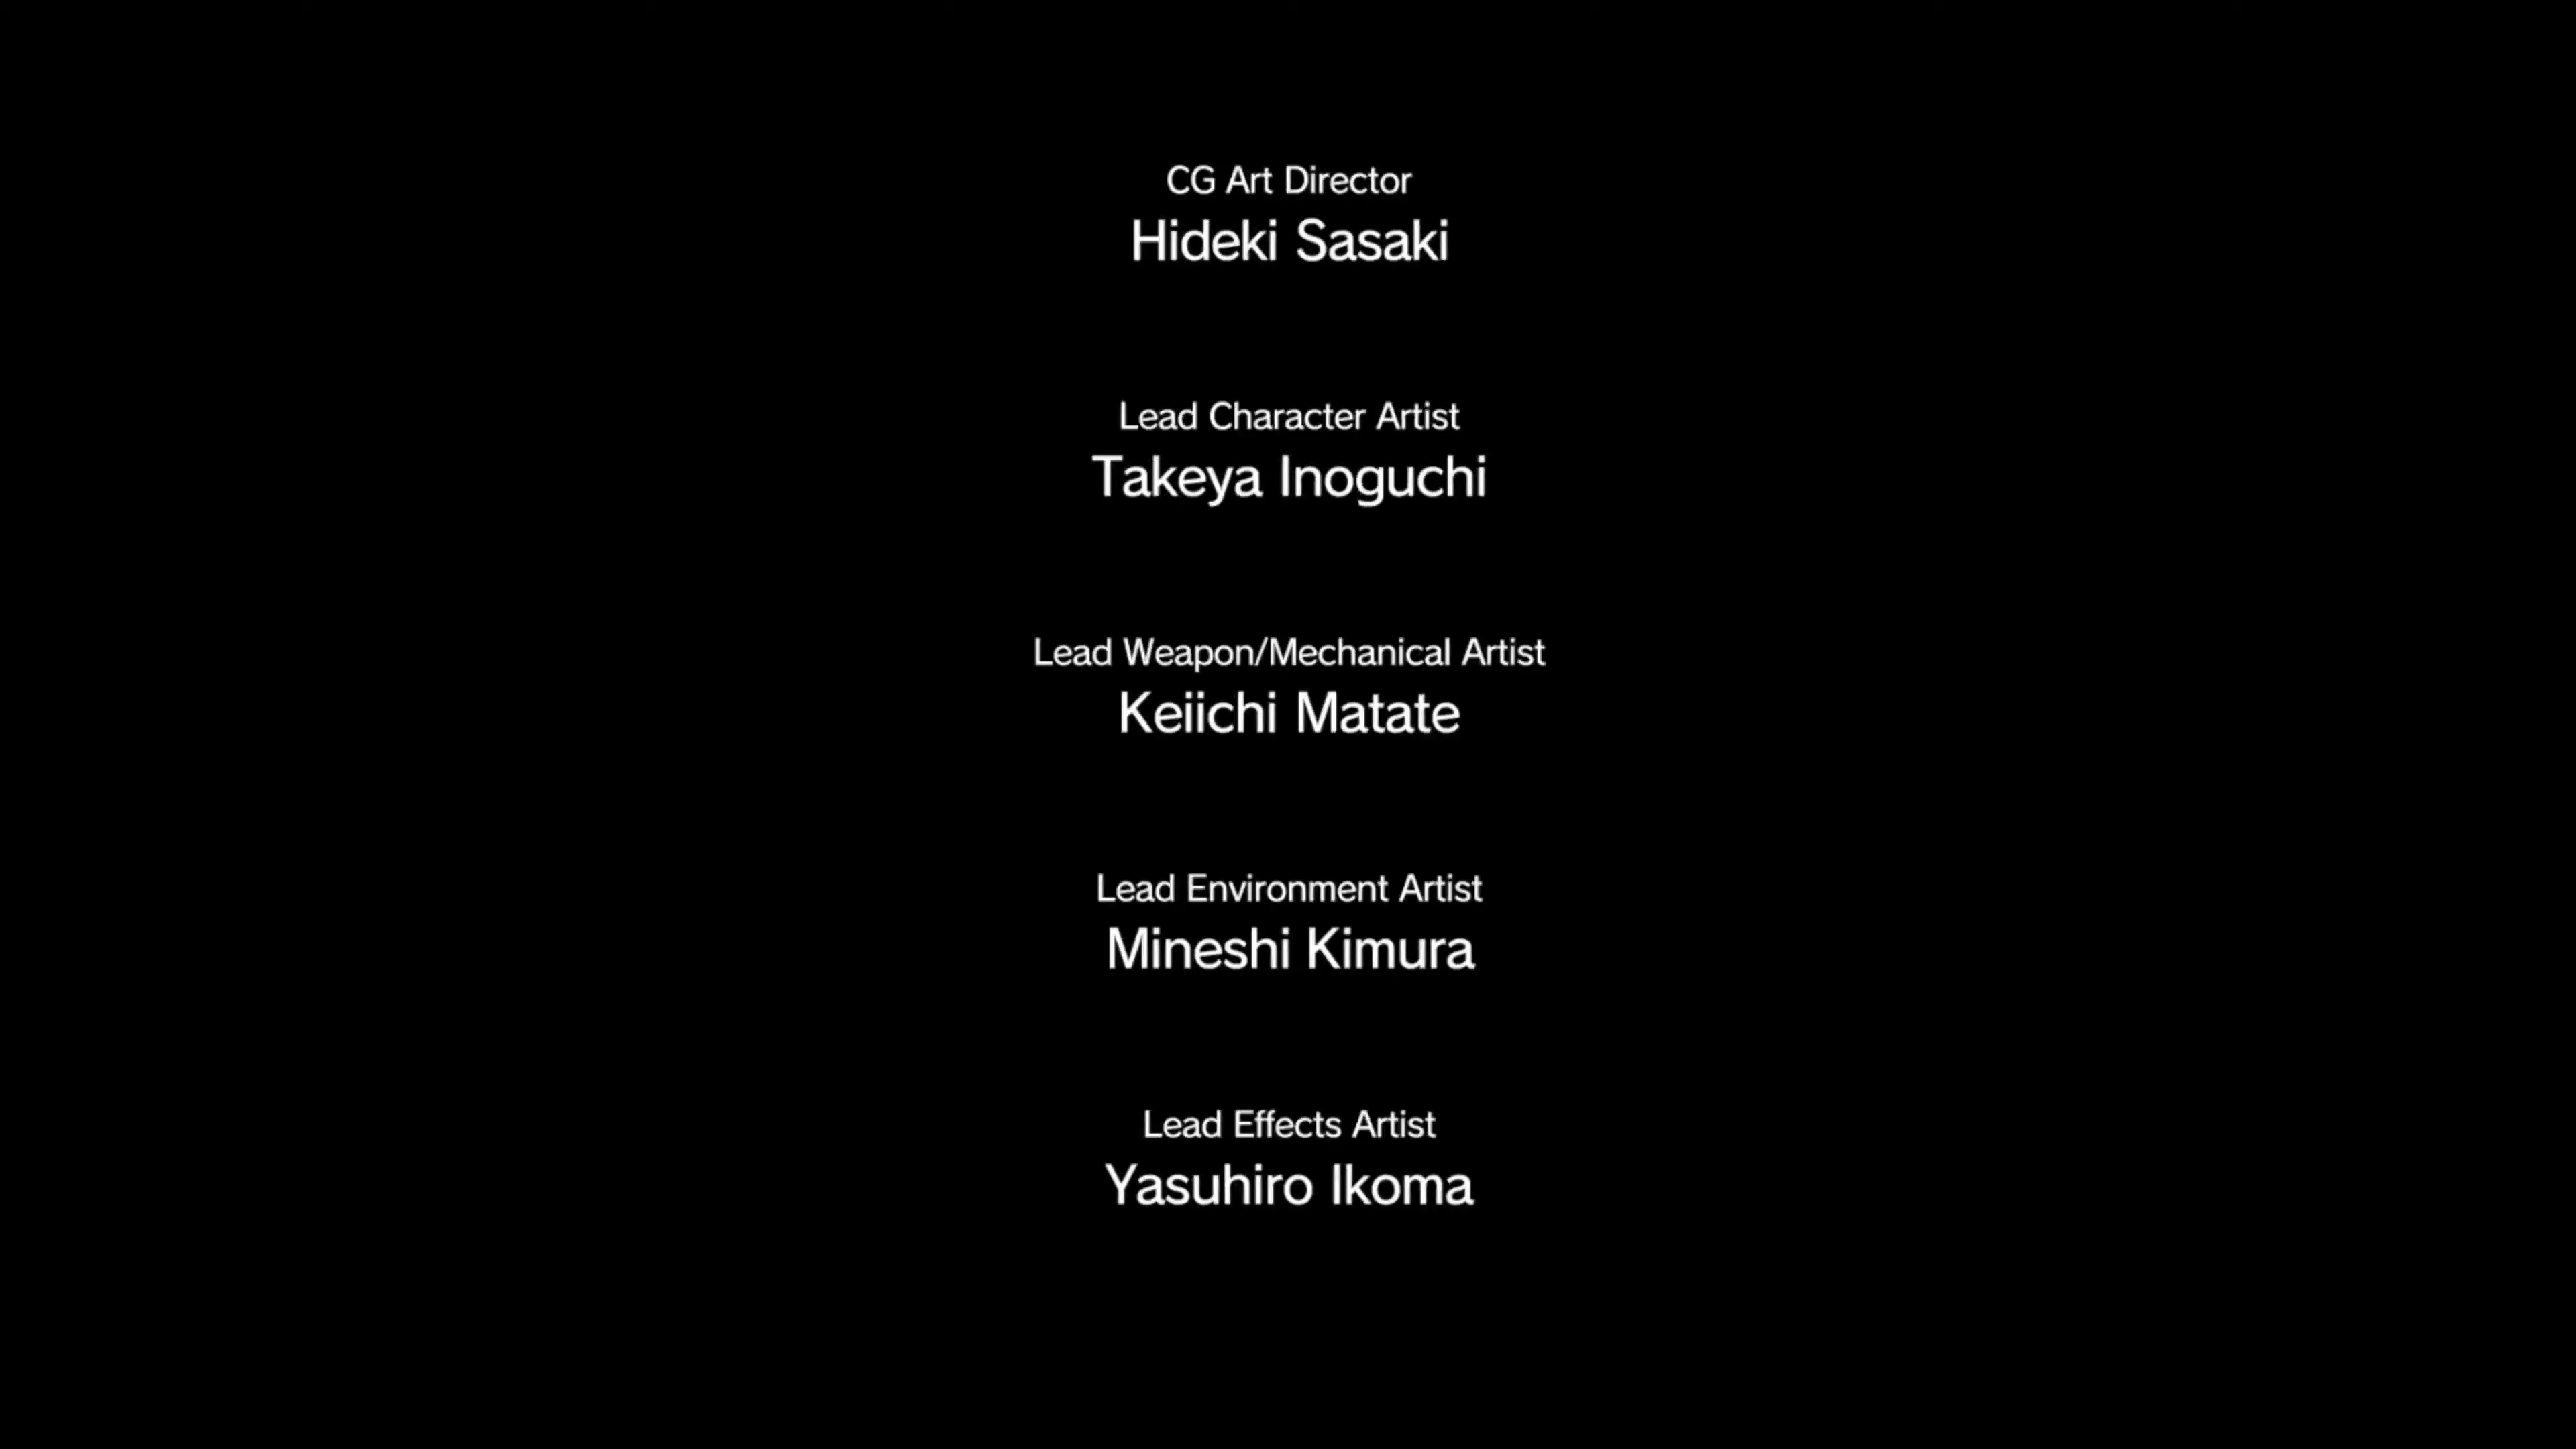 CG Art Director
Hideki Sasaki
Lead Character Artist
Takeya Inoguchi
Lead Weapon/Mechanical Artist
Keiichi Matate
Lead Environment Artist
Mineshi Kimura
Lead Effects Artist
Yasuhiro Ikoma